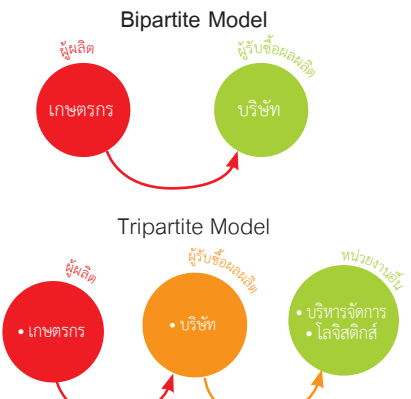 Bipartite Model
ผู้ผลิต
ผู้รับซื้อผลผลิต
เกษตรกร
บริษัท
Tripartite Model
ผู้ผลิต
ผู้รับซื้อผลผลิต
หน่วยงานอื่น
• เกษตรกร
• บริษัท
• บริหารจัดการ
• โลจิสติกส์